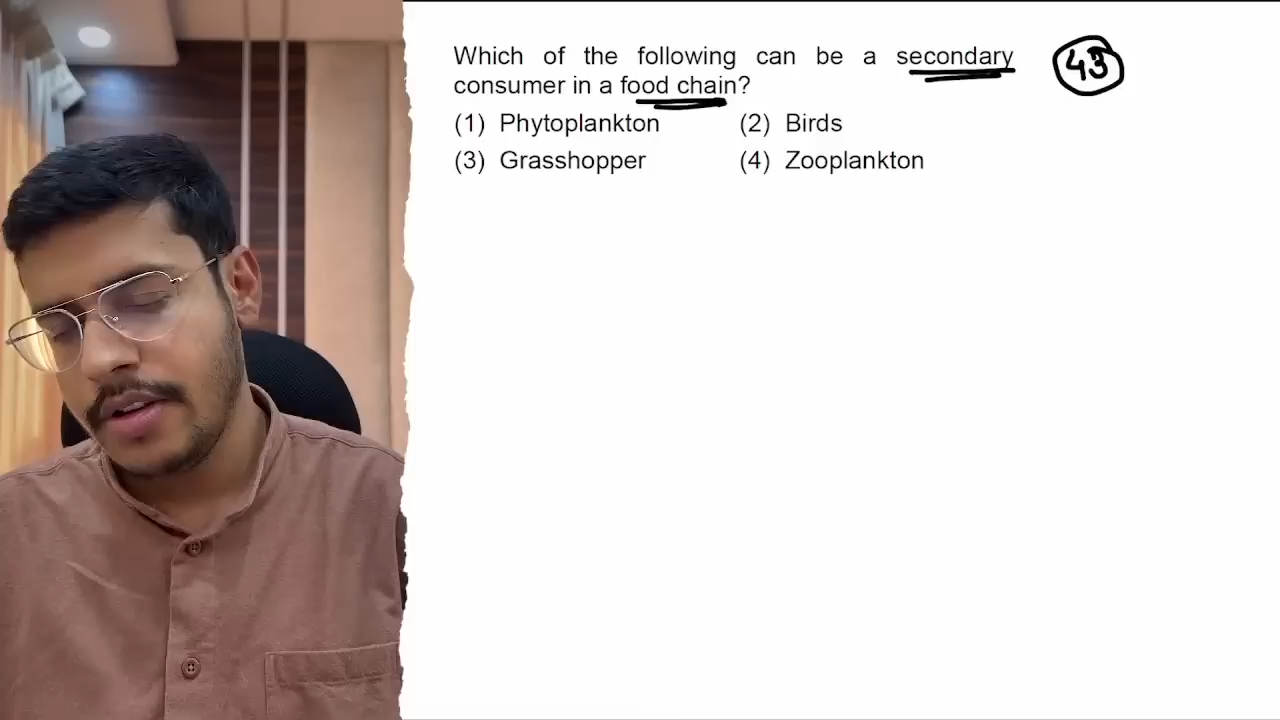 Which of the following can be a secondary
consumer in a food chain?
(1) Phytoplankton (2) Birds
(3) Grasshopper (4) Zooplankton
43